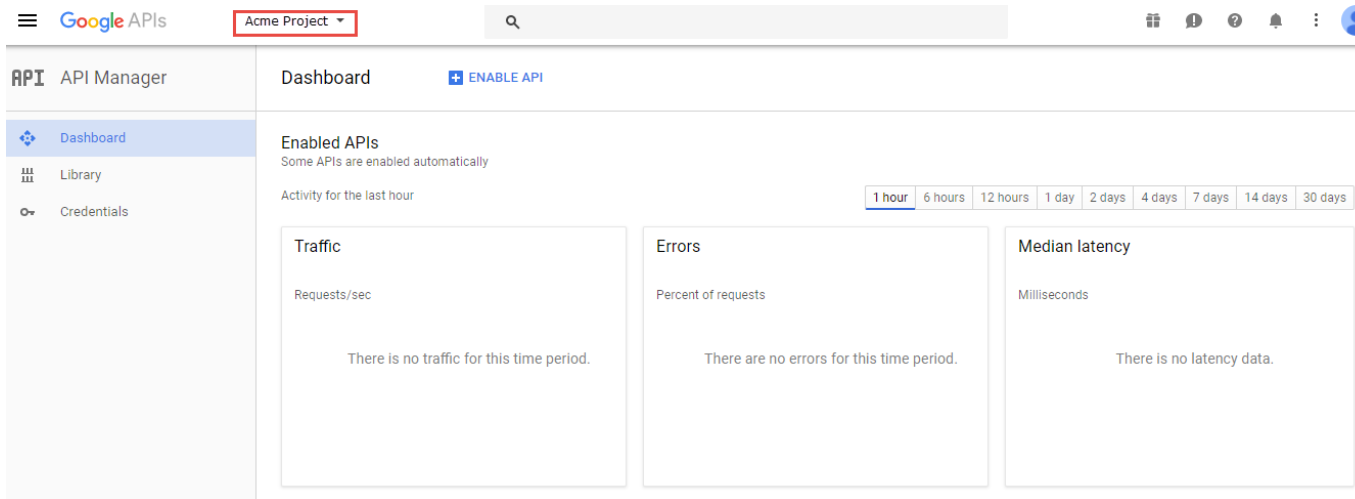 Google APIs
Acme Project
API API Manager
Dashboard
ENABLE API
Dashboard
Library
Credentials
Enabled APIs
Some APIs are enabled automatically
Activity for the last hour
1 hour 6 hours 12 hours 1 day 2 days 4 days 7 days 14 days 30 days
Traffic
Requests/sec
There is no traffic for this time period.
Errors
Percent of requests
There are no errors for this time period.
Median latency
Milliseconds
There is no latency data.